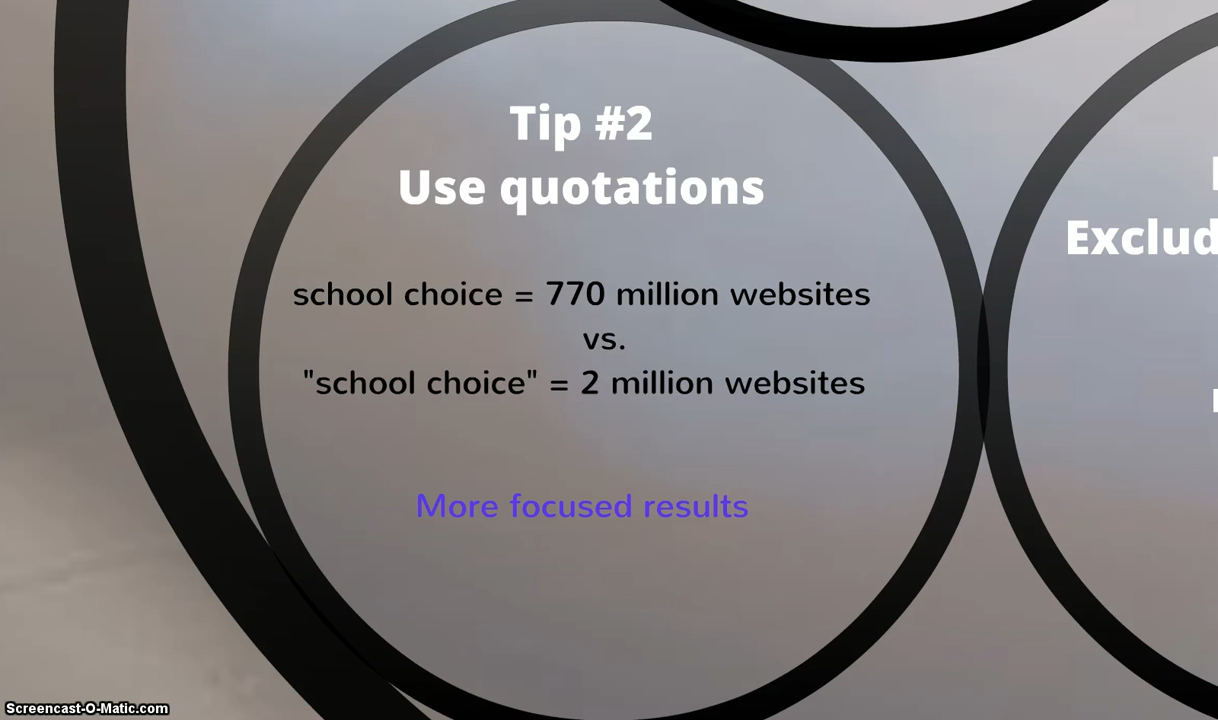 Tip #2
Use quotations
school choice = 770 million websites
vs.
"school choice" = 2 million websites
More focused results
Screencast-O-Matic.com